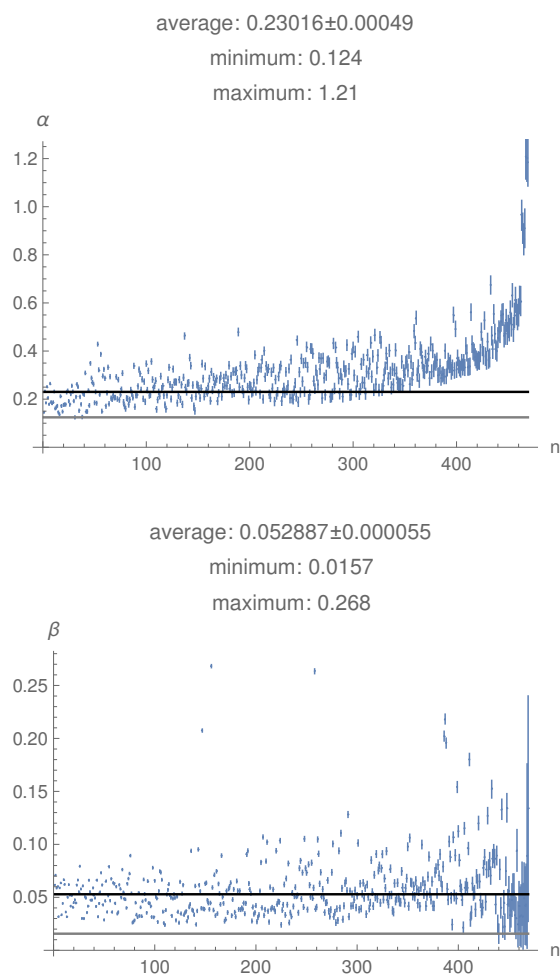 average: 0.23016±0.00049
minimum: 0.124
maximum: 1.21
α
1.2
1.0
0.8
0.6
0.4
0.2
100 200 300 400 n
average: 0.052887±0.000055
minimum: 0.0157
maximum: 0.268
β
0.25
0.20
0.15
0.10
0.05
100 200 300 400 n